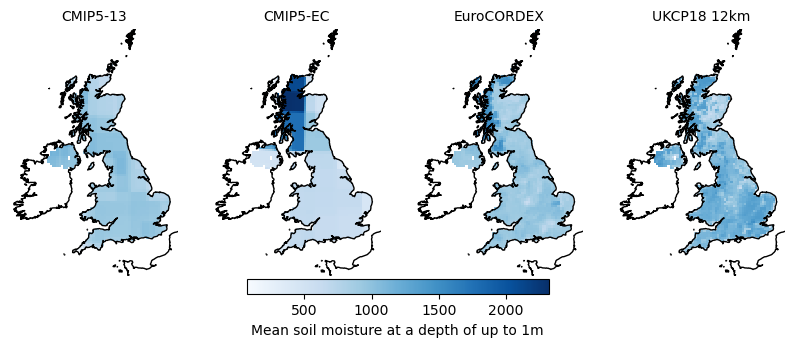 CMIP5-13 CMIP5-EC EuroCORDEX UKCP18 12km
500 1000 1500 2000
Mean soil moisture at a depth of up to 1m